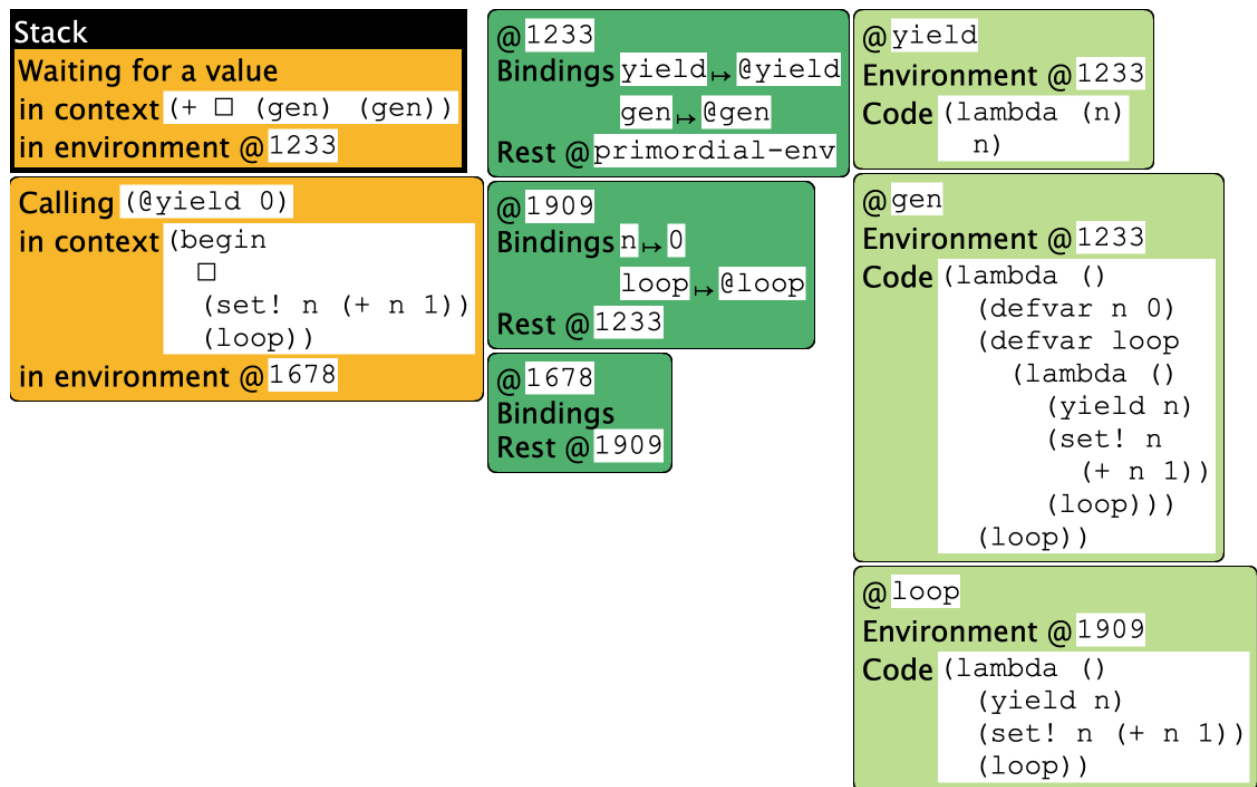 Stack
Waiting for a value
in context (+ □ (gen) (gen))
in environment @1233
Calling (@yield 0)
in context (begin
□
(set! n (+ n 1))
(loop))
in environment @1678
@1233
Bindings yield ↦ @yield
gen ↦ @gen
Rest @primordial-env
@1909
Bindings n ↦ 0
loop ↦ @loop
Rest @1233
@1678
Bindings
Rest @1909
@yield
Environment @1233
Code (lambda (n)
n)
@gen
Environment @1233
Code (lambda ()
(defvar n 0)
(defvar loop
(lambda ()
(yield n)
(set! n
(+ n 1))
(loop)))
(loop))
@loop
Environment @1909
Code (lambda ()
(yield n)
(set! n (+ n 1))
(loop))